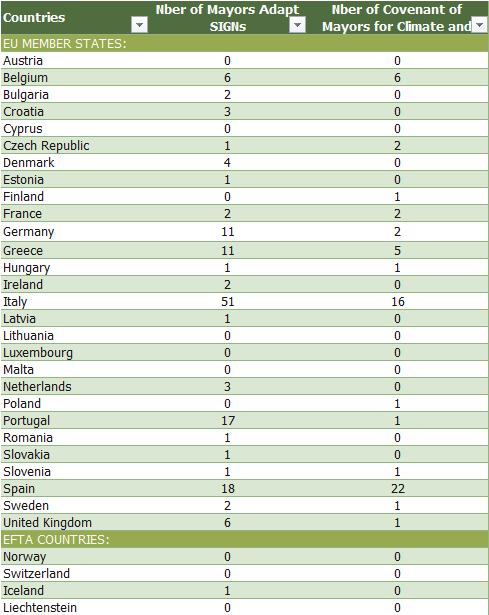 Countries Nber of Mayors Adapt SIGNs Nber of Covenant of Mayors for Climate and
EU MEMBER STATES:
Austria 0 0
Belgium 6 6
Bulgaria 2 0
Croatia 3 0
Cyprus 0 0
Czech Republic 1 2
Denmark 4 0
Estonia 1 0
Finland 0 1
France 2 2
Germany 11 2
Greece 11 5
Hungary 1 1
Ireland 2 0
Italy 51 16
Latvia 1 0
Lithuania 0 0
Luxembourg 0 0
Malta 0 0
Netherlands 3 0
Poland 0 1
Portugal 17 1
Romania 1 0
Slovakia 1 0
Slovenia 1 1
Spain 18 22
Sweden 2 1
United Kingdom 6 1
EFTA COUNTRIES:
Norway 0 0
Switzerland 0 0
Iceland 1 0
Liechtenstein 0 0